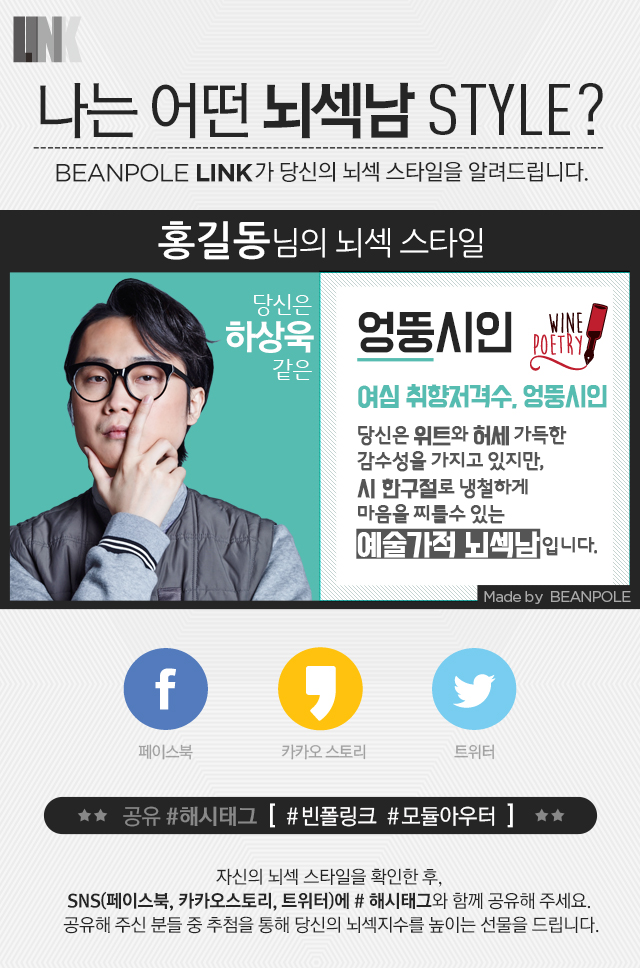 LINK
나는 어떤 뇌섹남 STYLE?
BEANPOLE LINK가 당신의 뇌섹 스타일을 알려드립니다.
홍길동님의 뇌섹 스타일
당신은
하상욱
같은
엉뚱시인
WINE
POETRY
여심 취향저격수, 엉뚱시인
당신은 위트와 허세 가득한
감수성을 가지고 있지만,
시 한구절로 냉철하게
마음을 찌를수 있는
예술가적 뇌섹남입니다.
Made by BEANPOLE
f
페이스북
카카오 스토리
트위터
★★ 공유 #해시태그 [ #빈폴링크 #모듈아우터 ] ★★
자신의 뇌섹 스타일을 확인한 후,
SNS(페이스북, 카카오스토리, 트위터)에 # 해시태그와 함께 공유해 주세요.
공유해 주신 분들 중 추첨을 통해 당신의 뇌섹지수를 높이는 선물을 드립니다.